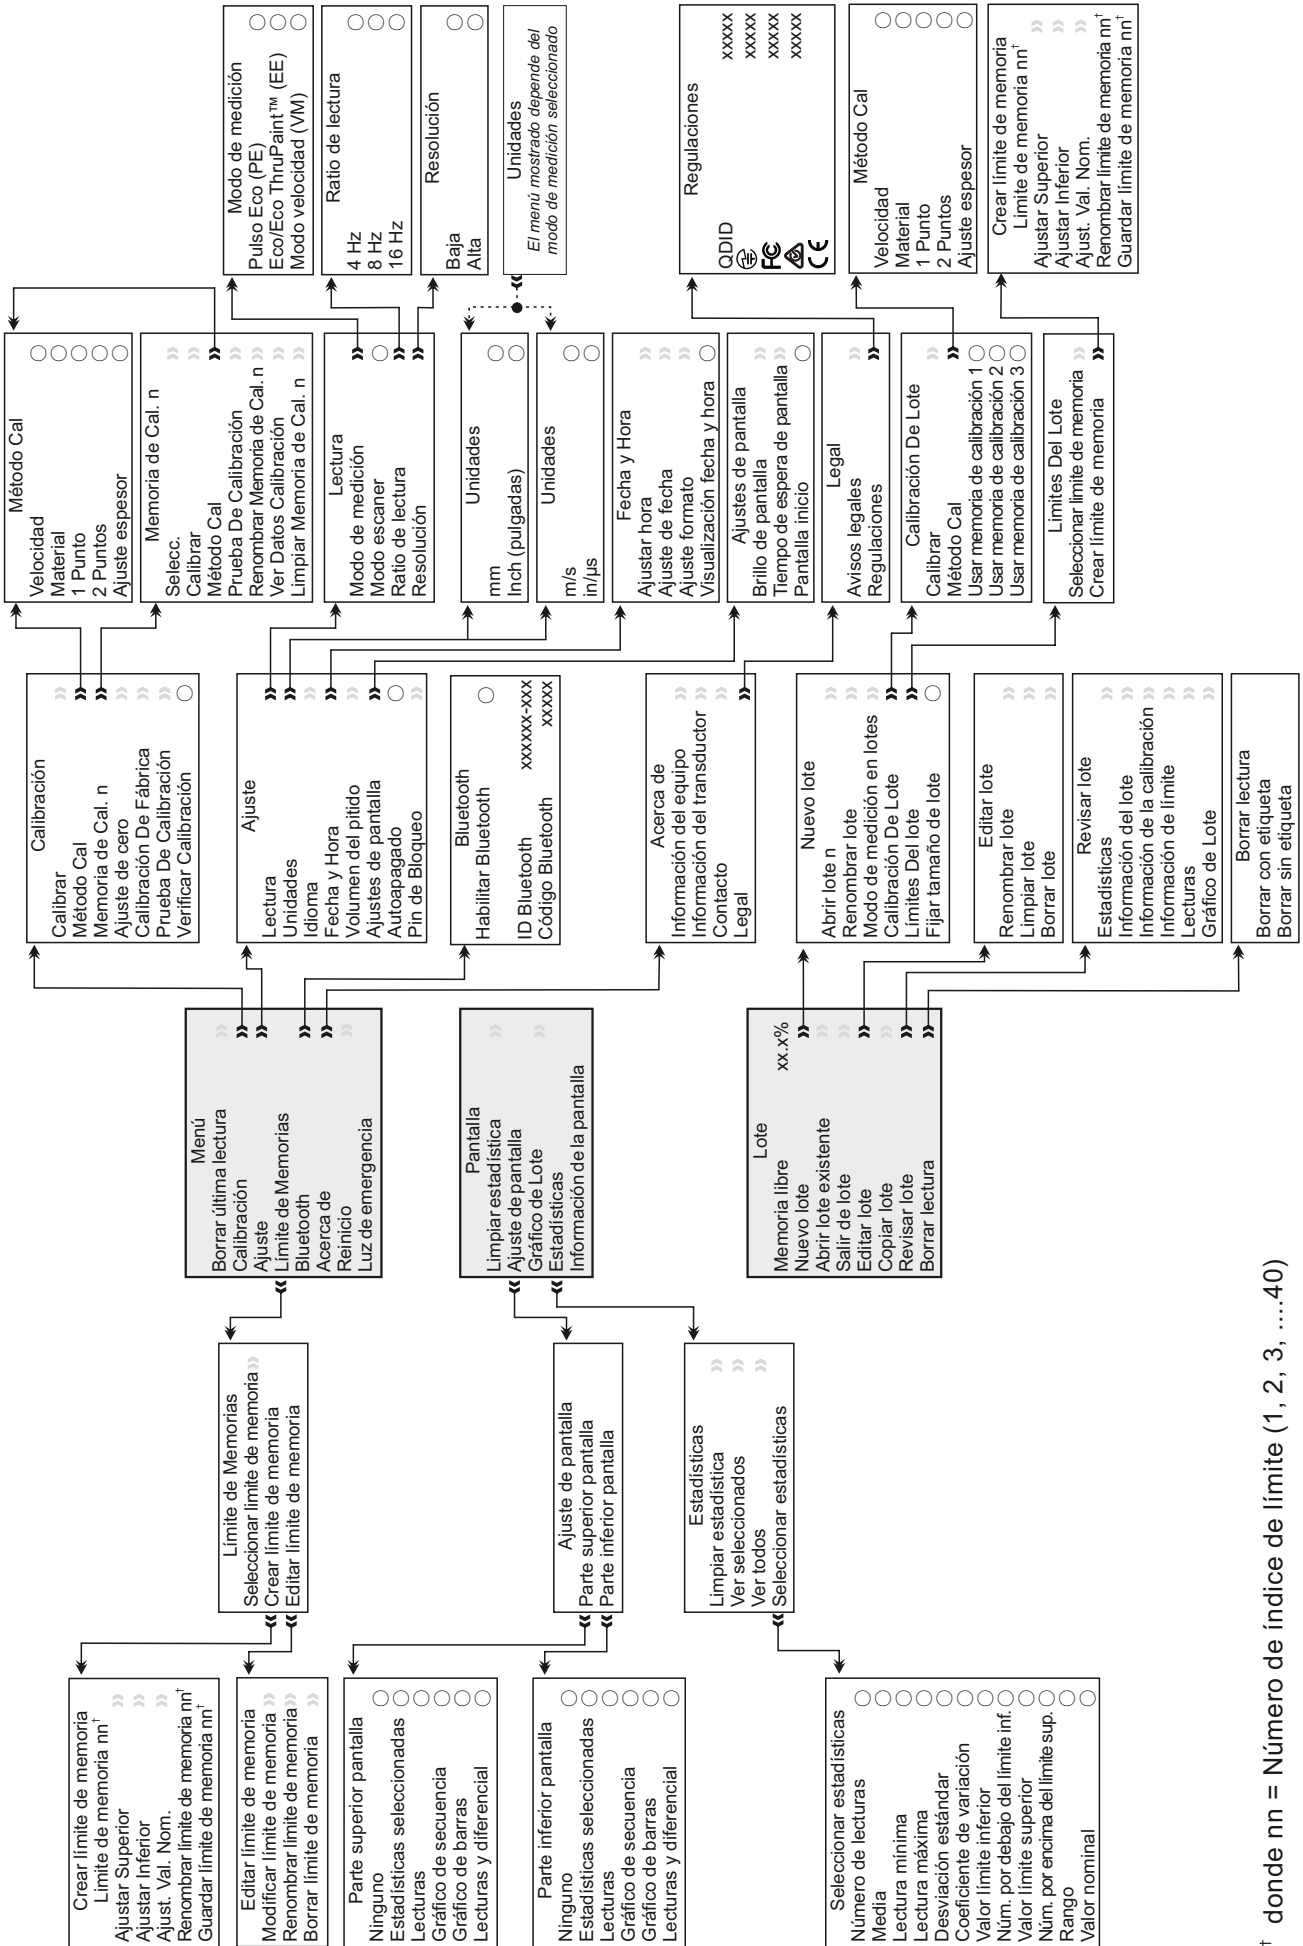 Crear límite de memoria
Límite de memoria nn†
Ajustar Superior
Ajustar Inferior
Ajust. Val. Nom.
Renombrar límite de memoria nn†
Guardar límite de memoria nn†
Editar límite de memoria
Modificar límite de memoria
Renombrar límite de memoria
Borrar límite de memoria
Parte superior pantalla
Ninguno
Estadísticas seleccionadas
Lecturas
Gráfico de secuencia
Gráfico de barras
Lecturas y diferencial
Parte inferior pantalla
Ninguno
Estadísticas seleccionadas
Lecturas
Gráfico de secuencia
Gráfico de barras
Lecturas y diferencial
Seleccionar estadísticas
Número de lecturas
Media
Lectura mínima
Lectura máxima
Desviación estándar
Coeficiente de variación
Valor límite inferior
Núm. por debajo del límite inf.
Valor límite superior
Núm. por encima del límite sup.
Rango
Valor nominal
Límite de Memorias
Seleccionar límite de memoria
Crear límite de memoria
Editar límite de memoria
Ajuste de pantalla
Parte superior pantalla
Parte inferior pantalla
Estadísticas
Limpiar estadística
Ver seleccionados
Ver todos
Seleccionar estadísticas
Menú
Borrar última lectura
Calibración
Ajuste
Límite de Memorias
Bluetooth
Acerca de
Reinicio
Luz de emergencia
Pantalla
Limpiar estadística
Ajuste de pantalla
Gráfico de Lote
Estadísticas
Información de la pantalla
Lote
Memoria libre xx.x%
Nuevo lote
Abrir lote existente
Salir de lote
Editar lote
Copiar lote
Revisar lote
Borrar lectura
Calibración
Calibrar
Método Cal
Memoria de Cal. n
Ajuste de cero
Calibración De Fábrica
Prueba De Calibración
Verificar Calibración
Ajuste
Lectura
Unidades
Idioma
Fecha y Hora
Volumen del pitido
Ajustes de pantalla
Autoapagado
Pin de Bloqueo
Bluetooth
Habilitar Bluetooth
ID Bluetooth xxxxxx-xxx
Código Bluetooth xxxxx
Acerca de
Información del equipo
Información del transductor
Contacto
Legal
Nuevo lote
Abrir lote n
Renombrar lote
Modo de medición en lotes
Calibración De Lote
Límites Del lote
Fijar tamaño de lote
Editar lote
Renombrar lote
Limpiar lote
Borrar lote
Revisar lote
Estadísticas
Información del lote
Información de la calibración
Información de límite
Lecturas
Gráfico de Lote
Borrar lectura
Borrar con etiqueta
Borrar sin etiqueta
Método Cal
Velocidad
Material
1 Punto
2 Puntos
Ajuste espesor
Memoria de Cal. n
Selecc.
Calibrar
Método Cal
Prueba De Calibración
Renombrar Memoria de Cal. n
Ver Datos Calibración
Limpiar Memoria de Cal. n
Lectura
Modo de medición
Modo escaner
Ratio de lectura
Resolución
Unidades
mm
Inch (pulgadas)
Unidades
m/s
in/µs
Fecha y Hora
Ajustar hora
Ajuste de fecha
Ajuste formato
Visualización fecha y hora
Ajustes de pantalla
Brillo de pantalla
Tiempo de espera de pantalla
Pantalla inicio
Legal
Avisos legales
Regulaciones
Calibración De Lote
Calibrar
Método Cal
Usar memoria de calibración 1
Usar memoria de calibración 2
Usar memoria de calibración 3
Límites Del Lote
Seleccionar límite de memoria
Crear límite de memoria
Modo de medición
Pulso Eco (PE)
Eco/Eco ThruPaint™ (EE)
Modo velocidad (VM)
Ratio de lectura
4 Hz
8 Hz
16 Hz
Resolución
Baja
Alta
Unidades
El menú mostrado depende del
modo de medición seleccionado
Regulaciones
QDID xxxxx
xxxxx
FC xxxxx
xxxxx
CE
Método Cal
Velocidad
Material
1 Punto
2 Puntos
Ajuste espesor
Crear límite de memoria
Límite de memoria nn†
Ajustar Superior
Ajustar Inferior
Ajust. Val. Nom.
Renombrar límite de memoria nn†
Guardar límite de memoria nn†
† donde nn = Número de índice de límite (1, 2, 3, ....40)